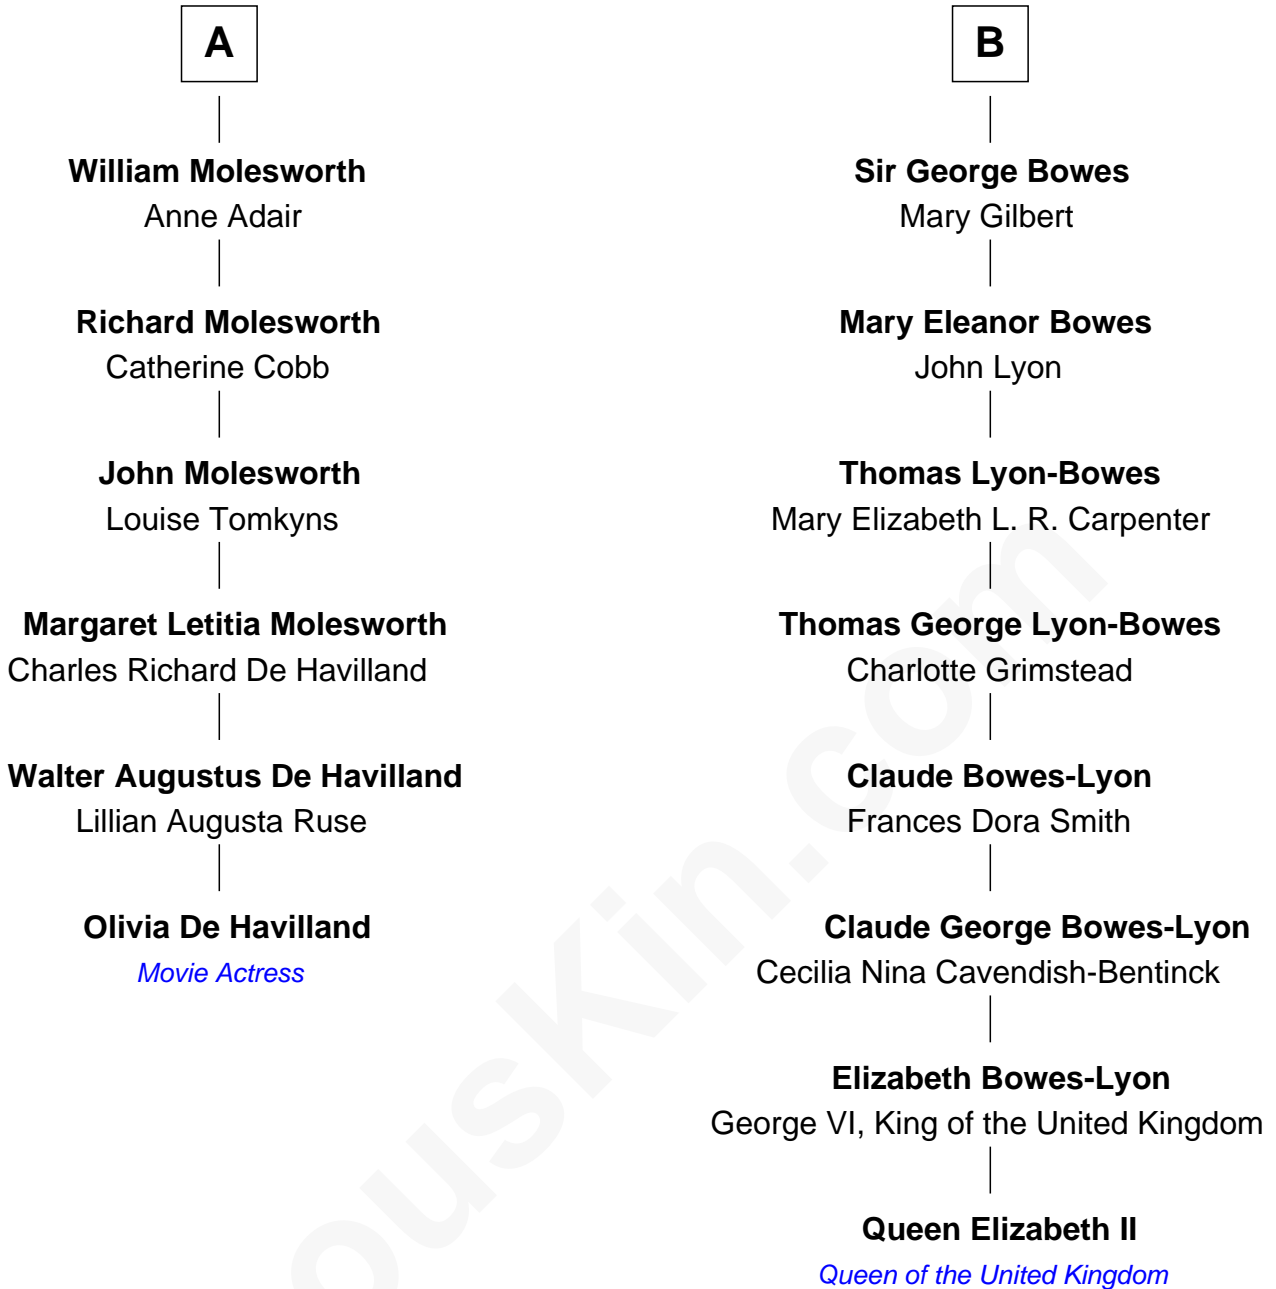 A
William Molesworth
Anne Adair
Richard Molesworth
Catherine Cobb
John Molesworth
Louise Tomkyns
Margaret Letitia Molesworth
Charles Richard De Havilland
Walter Augustus De Havilland
Lillian Augusta Ruse
Olivia De Havilland
Movie Actress
B
Sir George Bowes
Mary Gilbert
Mary Eleanor Bowes
John Lyon
Thomas Lyon-Bowes
Mary Elizabeth L. R. Carpenter
Thomas George Lyon-Bowes
Charlotte Grimstead
Claude Bowes-Lyon
Frances Dora Smith
Claude George Bowes-Lyon
Cecilia Nina Cavendish-Bentinck
Elizabeth Bowes-Lyon
George VI, King of the United Kingdom
Queen Elizabeth II
Queen of the United Kingdom
ousKin.com